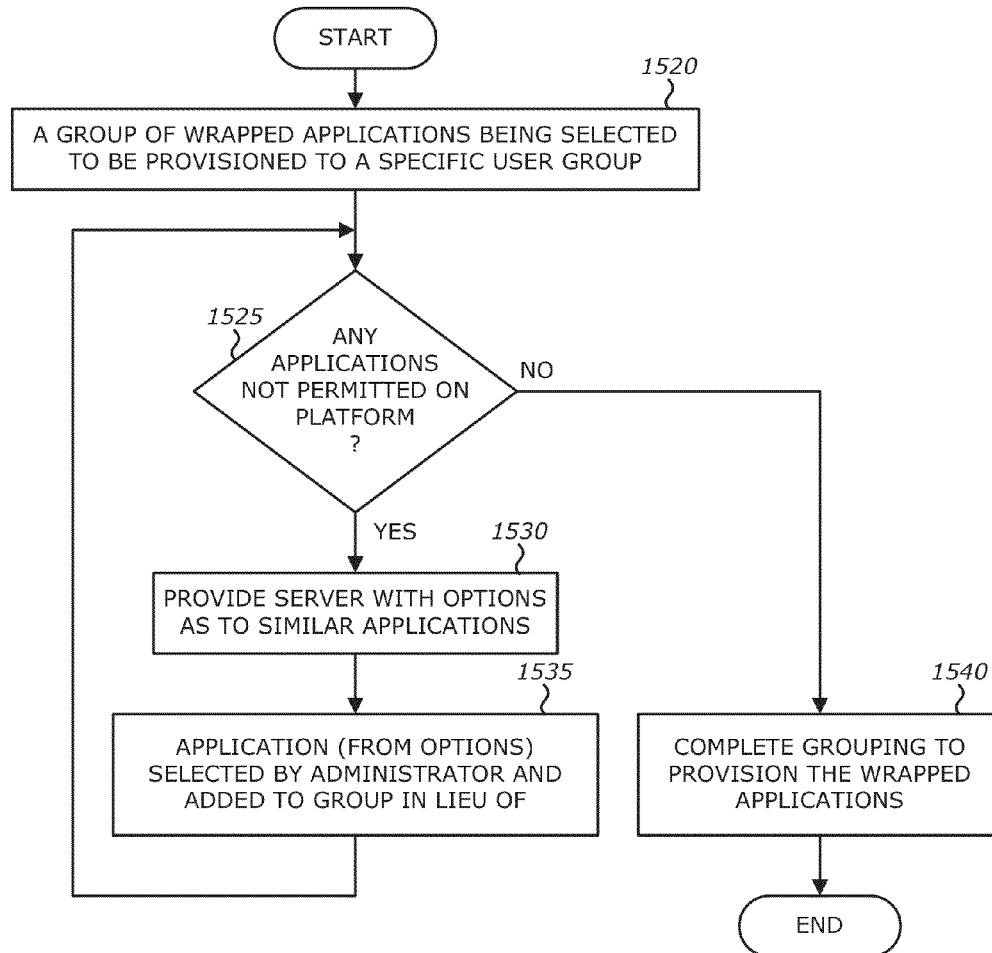 START
1520
A GROUP OF WRAPPED APPLICATIONS BEING SELECTED
TO BE PROVISIONED TO A SPECIFIC USER GROUP
1525
ANY
APPLICATIONS
NOT PERMITTED ON
PLATFORM
?
NO
YES
1530
PROVIDE SERVER WITH OPTIONS
AS TO SIMILAR APPLICATIONS
1535
APPLICATION (FROM OPTIONS)
SELECTED BY ADMINISTRATOR AND
ADDED TO GROUP IN LIEU OF
1540
COMPLETE GROUPING TO
PROVISION THE WRAPPED
APPLICATIONS
END